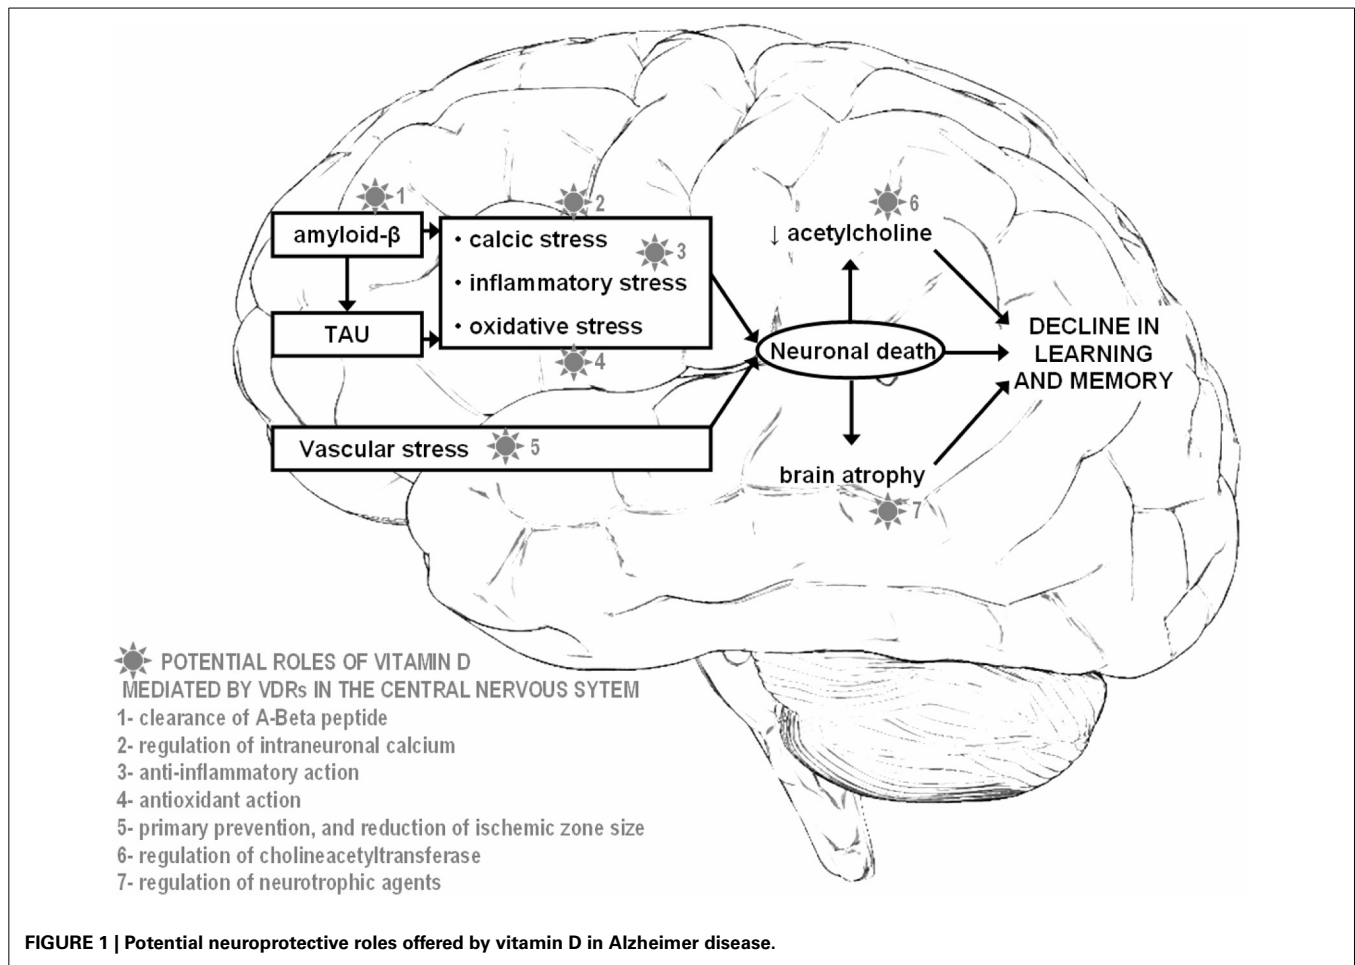 1
2
6
amyloid-β
• calcic stress
3
↓ acetylcholine
• inflammatory stress
TAU
• oxidative stress
4
Neuronal death
DECLINE IN
LEARNING
AND MEMORY
Vascular stress
5
brain atrophy
7
POTENTIAL ROLES OF VITAMIN D
MEDIATED BY VDRs IN THE CENTRAL NERVOUS SYTEM
1- clearance of A-Beta peptide
2- regulation of intraneuronal calcium
3- anti-inflammatory action
4- antioxidant action
5- primary prevention, and reduction of ischemic zone size
6- regulation of cholineacetyltransferase
7- regulation of neurotrophic agents
FIGURE 1 | Potential neuroprotective roles offered by vitamin D in Alzheimer disease.